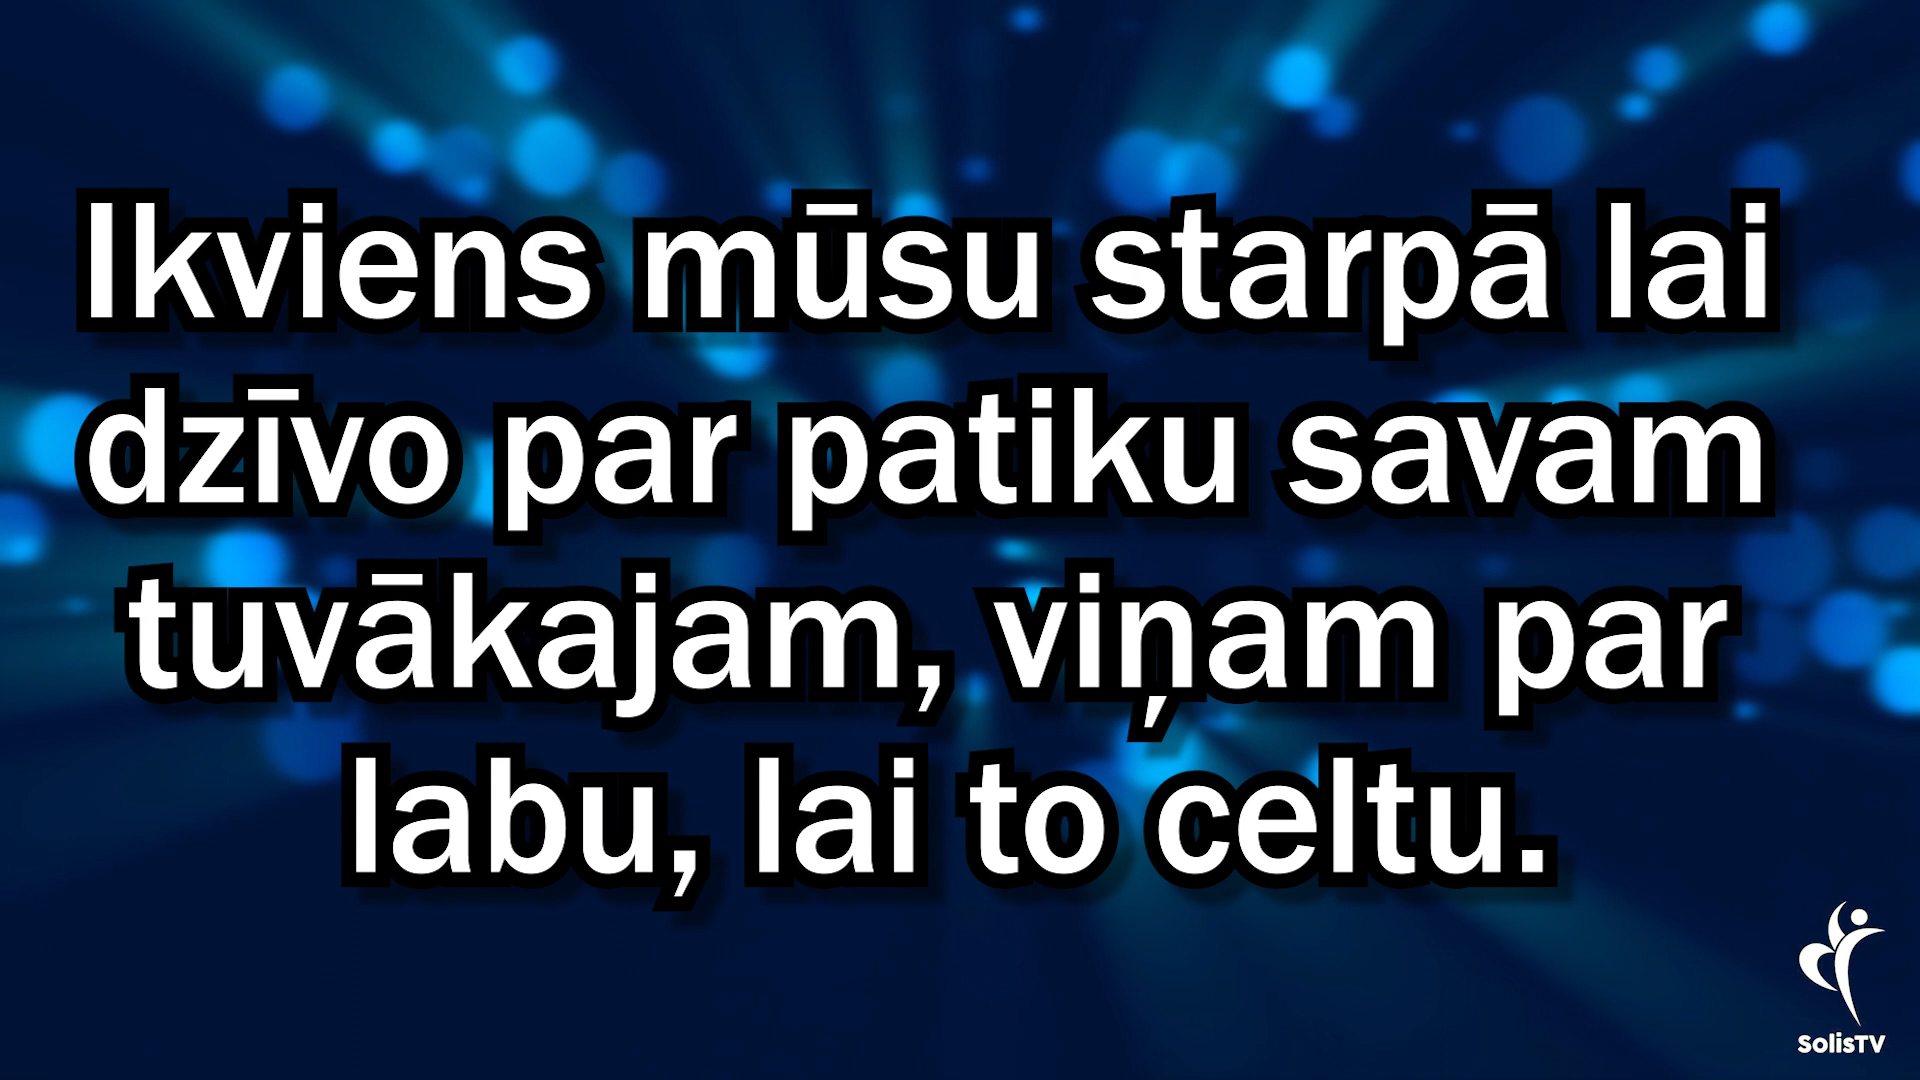 Ikviens mūsu starpā lai
dzīvo par patiku savam
tuvākajam, viņam par
labu, lai to celtu.
SolisTV